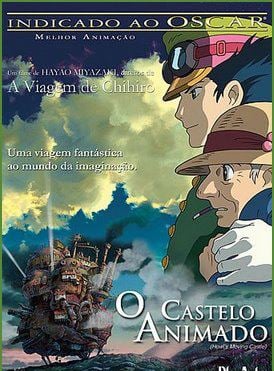 INDICADO AO OSCAR
MELHOR ANIMAÇÃO
Um filme de HAYAO MIYAZAKI, diretor de
A Viagem de Chihiro
Uma viagem fantástica
ao mundo da imaginação.
O CASTELO
ANIMADO
(Howl's Moving Castle)